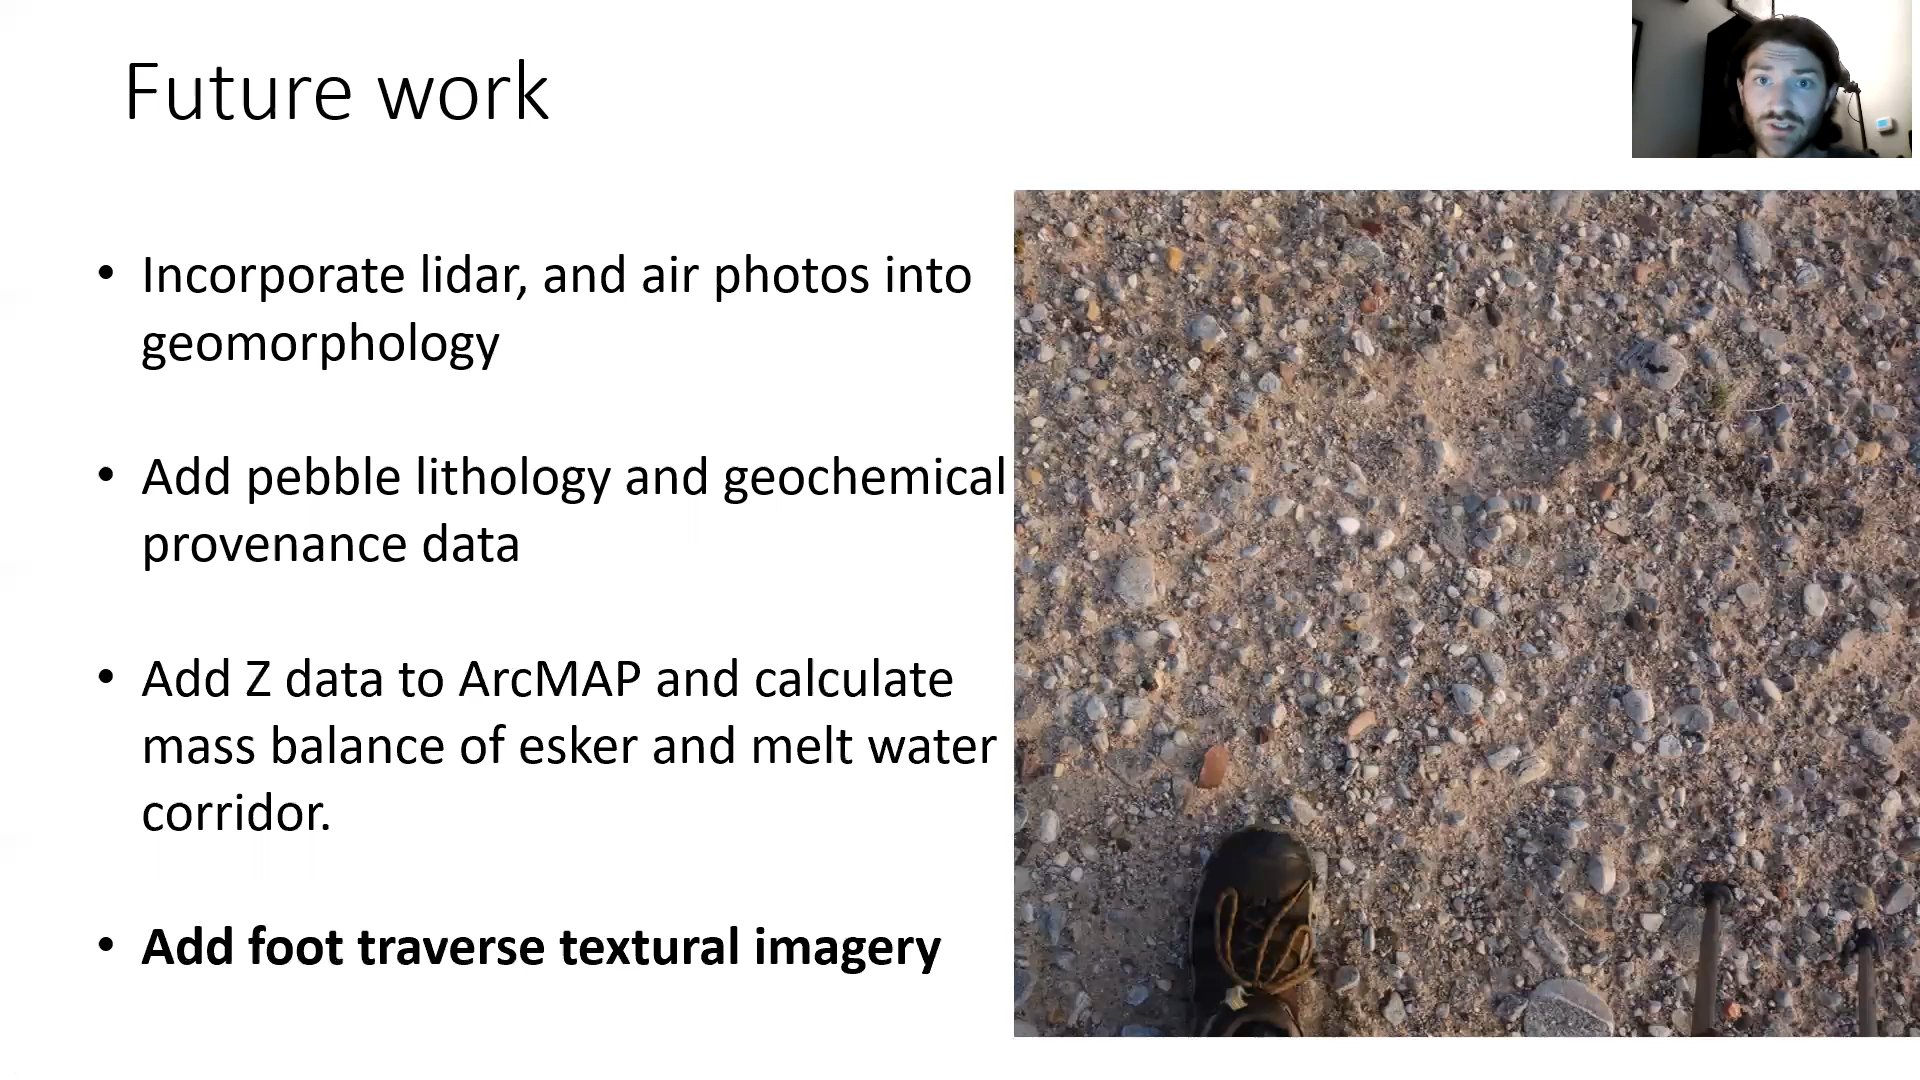 Future work
• Incorporate lidar, and air photos into
geomorphology
• Add pebble lithology and geochemical
provenance data
• Add Z data to ArcMAP and calculate
mass balance of esker and melt water
corridor.
• Add foot traverse textural imagery